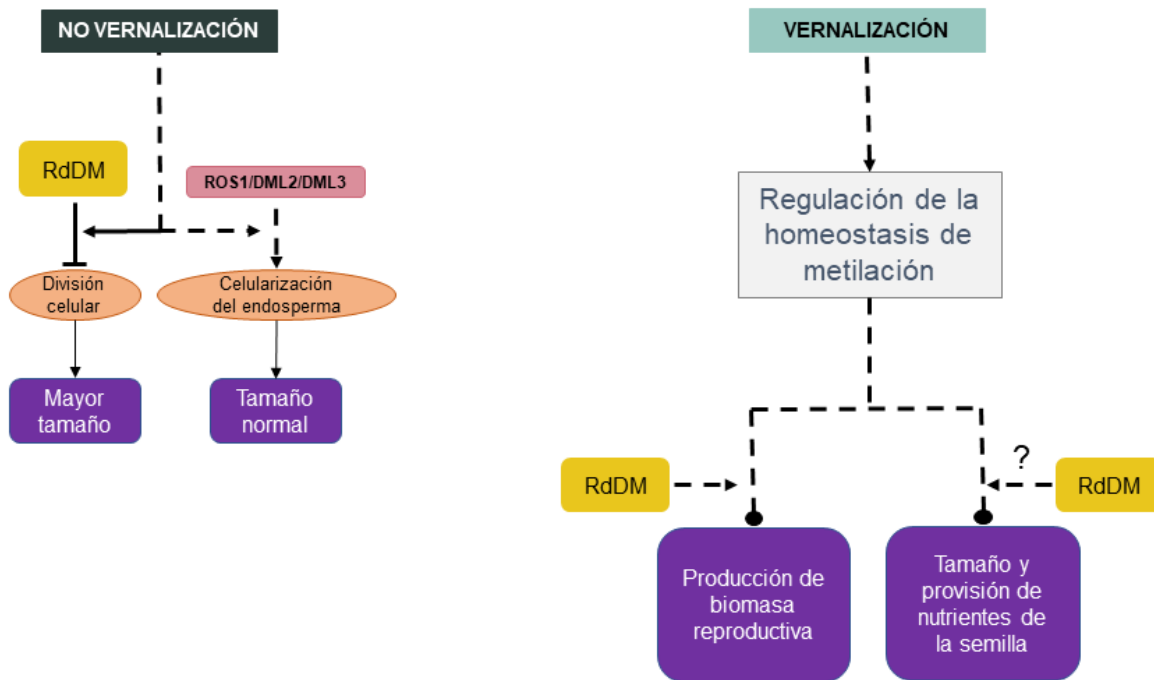 NO VERNALIZACIÓN
RdDM
ROS1/DML2/DML3
División
celular
Celularización
del endosperma
Mayor
tamaño
Tamaño
normal
VERNALIZACIÓN
Regulación de la
homeostasis de
metilación
RdDM
?
RdDM
Producción de
biomasa
reproductiva
Tamaño y
provisión de
nutrientes de
la semilla